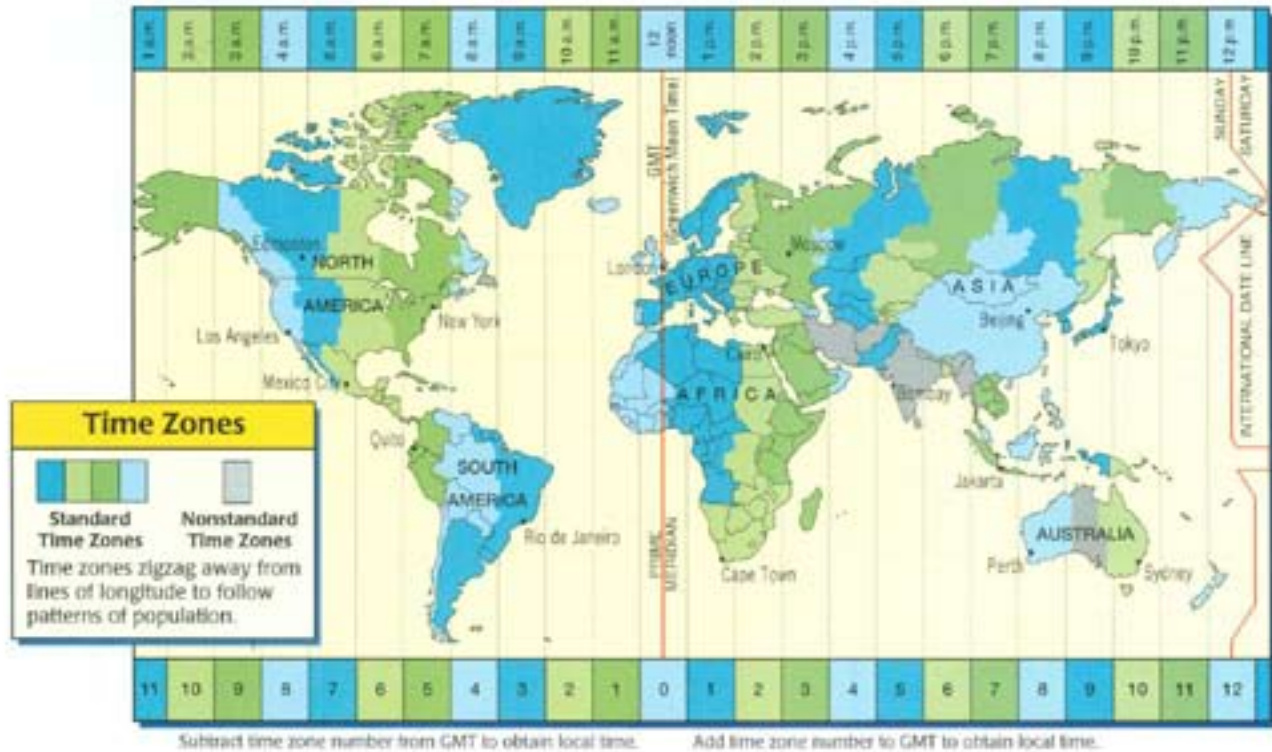 1 a.m. 2 a.m. 3 a.m. 4 a.m. 5 a.m. 6 a.m. 7 a.m. 8 a.m. 9 a.m. 10 a.m. 11 a.m. 12 noon 1 p.m. 2 p.m. 3 p.m. 4 p.m. 5 p.m. 6 p.m. 7 p.m. 8 p.m. 9 p.m. 10 p.m. 11 p.m. 12 p.m.
SUNDAY
SATURDAY
GMT
(Greenwich Mean Time)
INTERNATIONAL DATE LINE
Edmonton
NORTH
AMERICA
Los Angeles
New York
Mexico City
Quito
SOUTH
AMERICA
Rio de Janeiro
London
EUROPE
Moscow
ASIA
Beijing
Tokyo
Cairo
AFRICA
Bombay
Jakarta
AUSTRALIA
Perth
Sydney
Cape Town
PRIME
MERIDIAN
Time Zones
Standard
Time Zones
Nonstandard
Time Zones
Time zones zigzag away from
lines of longitude to follow
patterns of population.
11 10 9 8 7 6 5 4 3 2 1 0 1 2 3 4 5 6 7 8 9 10 11 12
Subtract time zone number from GMT to obtain local time.
Add time zone number to GMT to obtain local time.